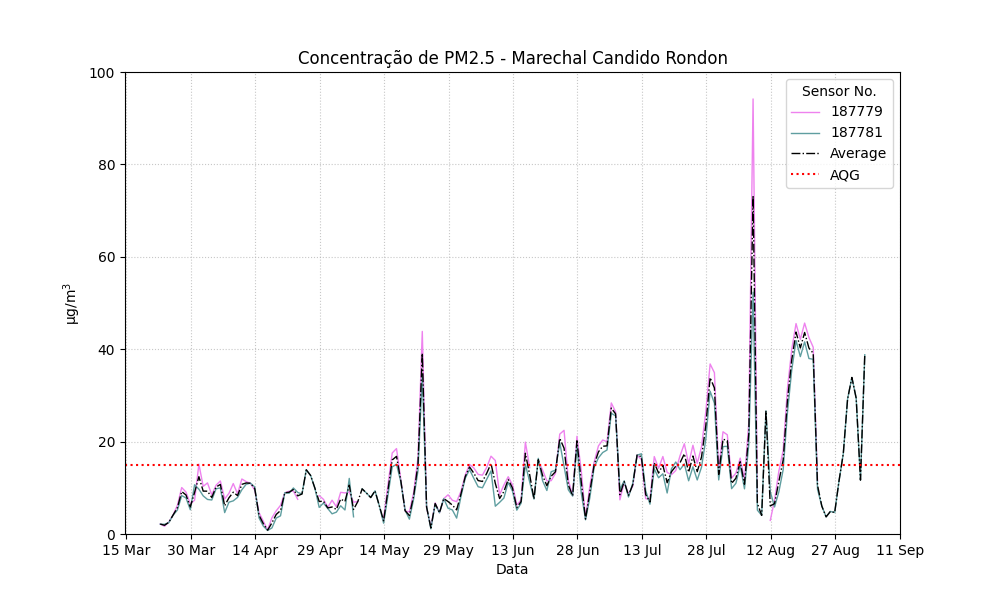 Concentração de PM2.5 - Marechal Candido Rondon
100
80
60
40
20
0
µg/m³
Sensor No.
187779
187781
Average
AQG
15 Mar 30 Mar 14 Apr 29 Apr 14 May 29 May 13 Jun 28 Jun 13 Jul 28 Jul 12 Aug 27 Aug 11 Sep
Data